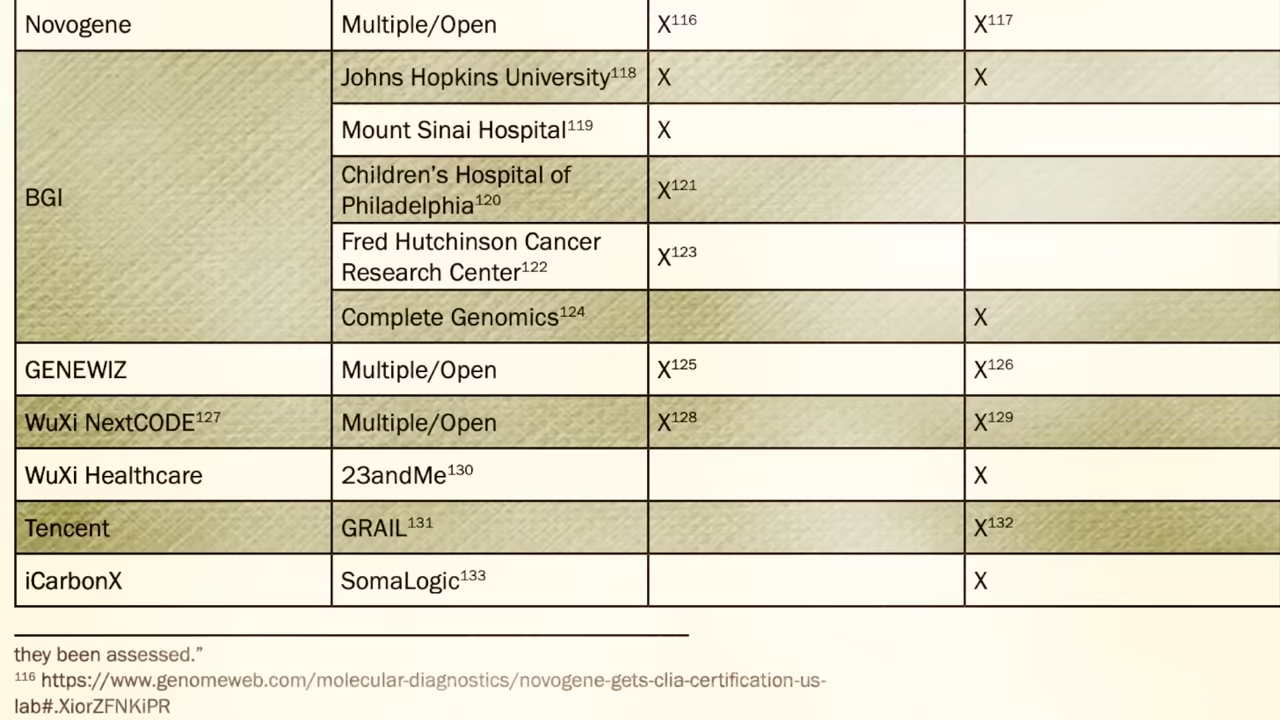 Novogene Multiple/Open X¹¹⁶ X¹¹⁷
Johns Hopkins University¹¹⁸ X X
Mount Sinai Hospital¹¹⁹ X
Children’s Hospital of
Philadelphia¹²⁰ X¹²¹
BGI
Fred Hutchinson Cancer
Research Center¹²² X¹²³
Complete Genomics¹²⁴ X
GENEWIZ Multiple/Open X¹²⁵ X¹²⁶
WuXi NextCODE¹²⁷ Multiple/Open X¹²⁸ X¹²⁹
WuXi Healthcare 23andMe¹³⁰ X
Tencent GRAIL¹³¹ X¹³²
iCarbonX SomaLogic¹³³ X
they been assessed.”
¹¹⁶ https://www.genomeweb.com/molecular-diagnostics/novogene-gets-clia-certification-us-
lab#.XiorZFNKiPR